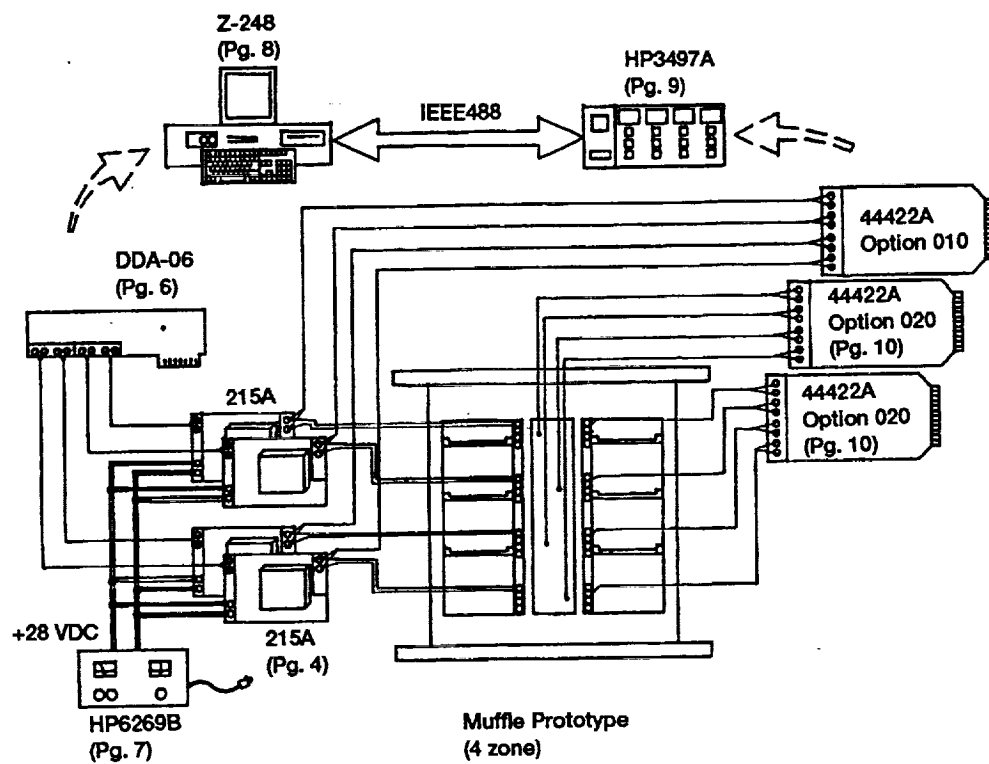 Z-248
(Pg. 8)
HP3497A
(Pg. 9)
IEEE488
44422A
Option 010
DDA-06
(Pg. 6)
44422A
Option 020
(Pg. 10)
44422A
Option 020
(Pg. 10)
215A
+28 VDC
215A
(Pg. 4)
HP6269B
(Pg. 7)
Muffle Prototype
(4 zone)